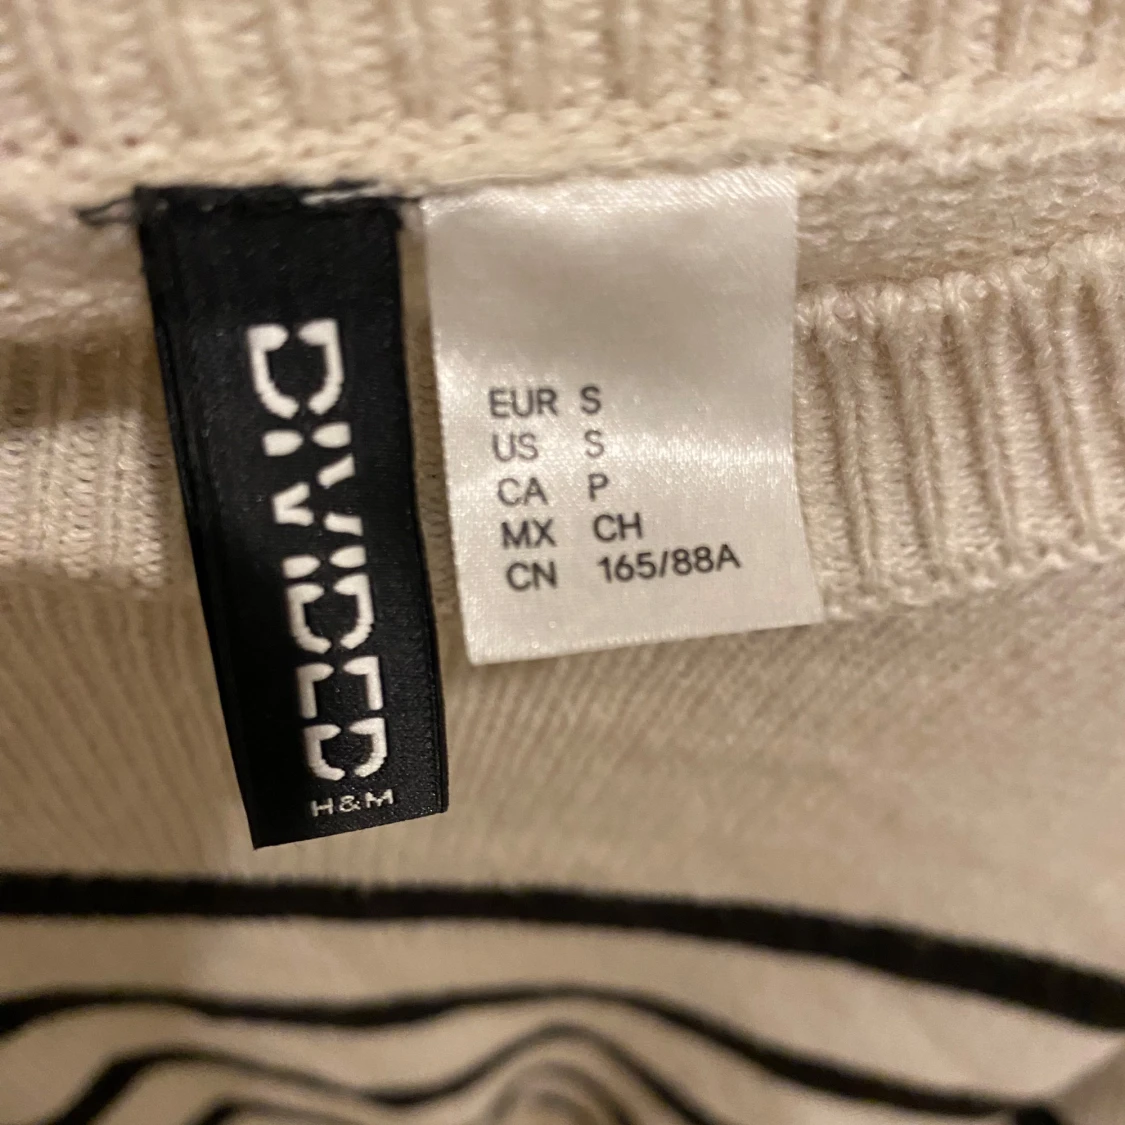 DIVIDED
H&M
EUR S
US S
CA P
MX CH
CN 165/88A